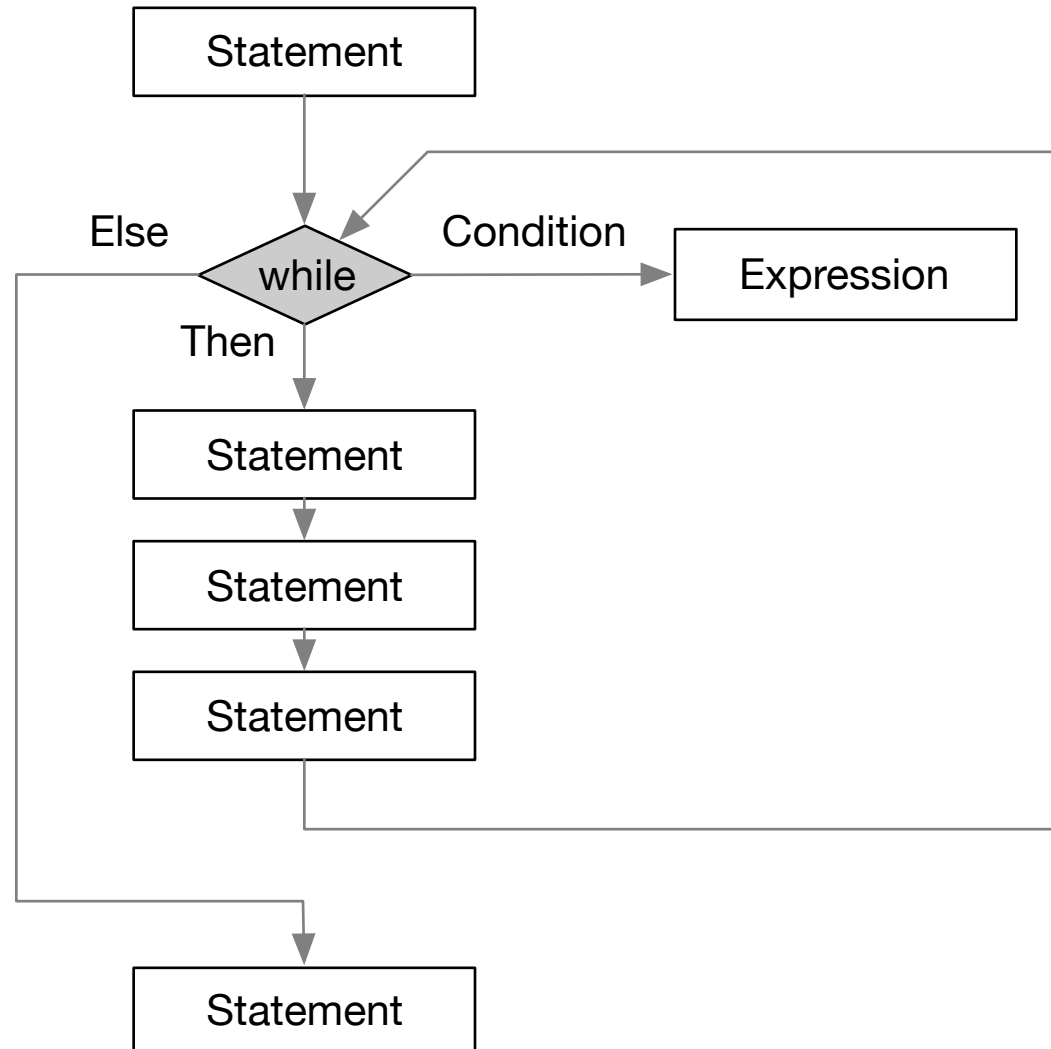 Statement
Else
Condition
while
Expression
Then
Statement
Statement
Statement
Statement